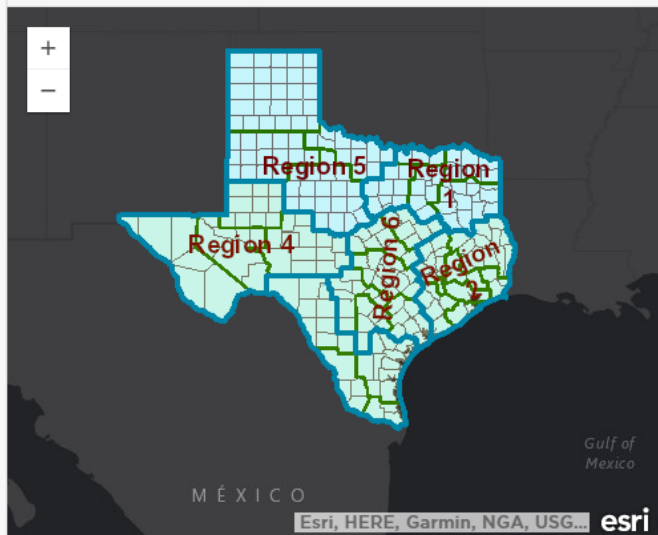 +
−
Region 5
Region
1
Region 4
Region 6
Region
2
Gulf of
Mexico
MÉXICO
Esri, HERE, Garmin, NGA, USG...
esri